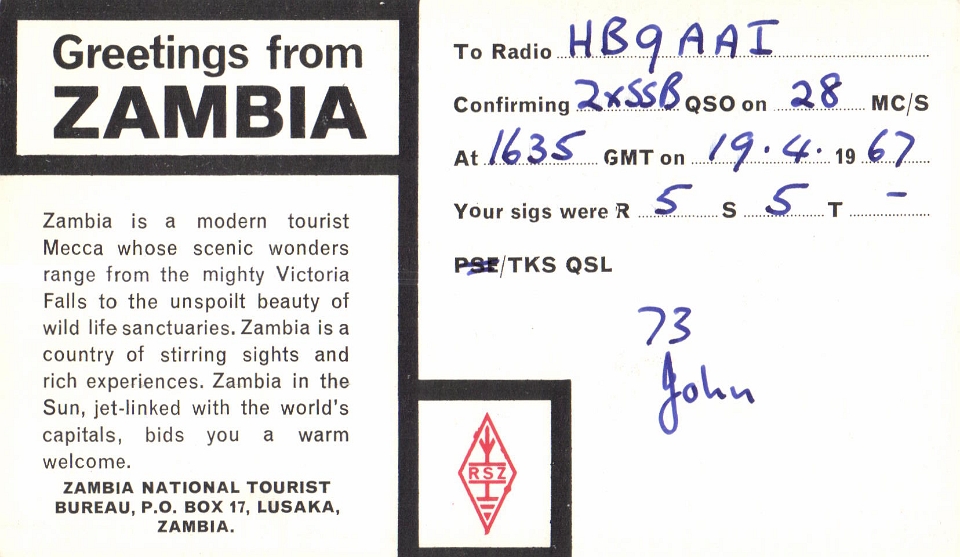 Greetings from
ZAMBIA
Zambia is a modern tourist
Mecca whose scenic wonders
range from the mighty Victoria
Falls to the unspoilt beauty of
wild life sanctuaries. Zambia is a
country of stirring sights and
rich experiences. Zambia in the
Sun, jet-linked with the world's
capitals, bids you a warm
welcome.
ZAMBIA NATIONAL TOURIST
BUREAU, P.O. BOX 17, LUSAKA,
ZAMBIA.
To Radio HB9AAI
Confirming 2xSSB QSO on 28 MC/S
At 1635 GMT on 19.4. 1967
Your sigs were R 5 S 5 T -
PSE/TKS QSL
73
John
RSZ